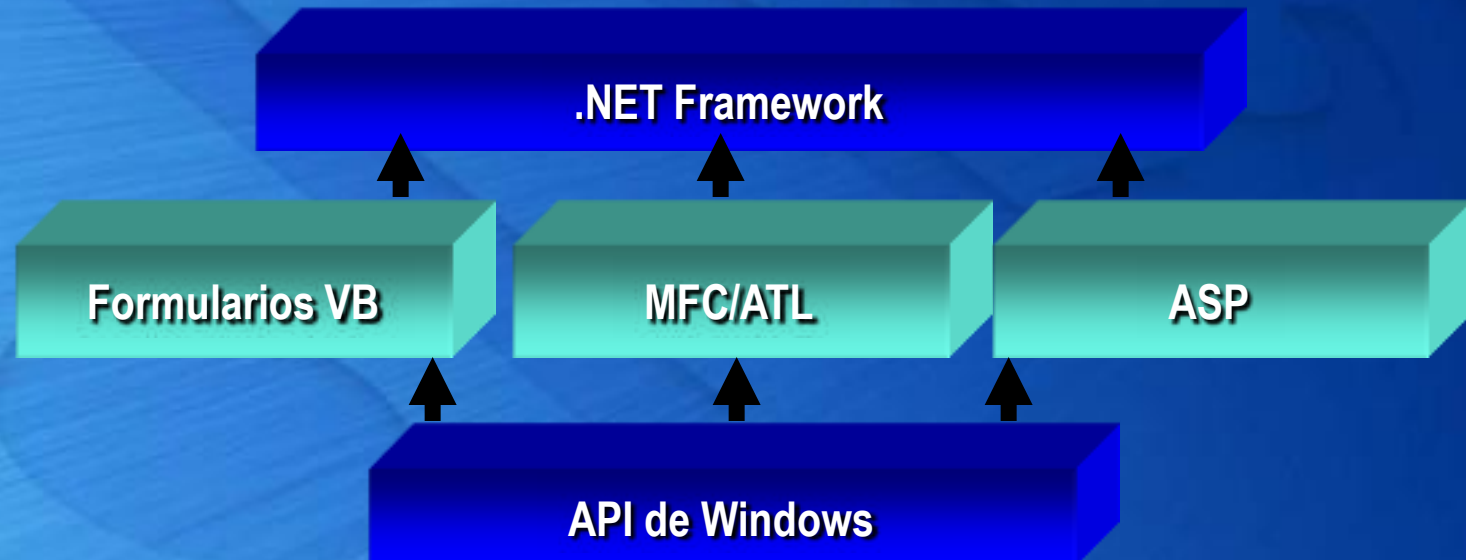 .NET Framework
Formularios VB
MFC/ATL
ASP
API de Windows